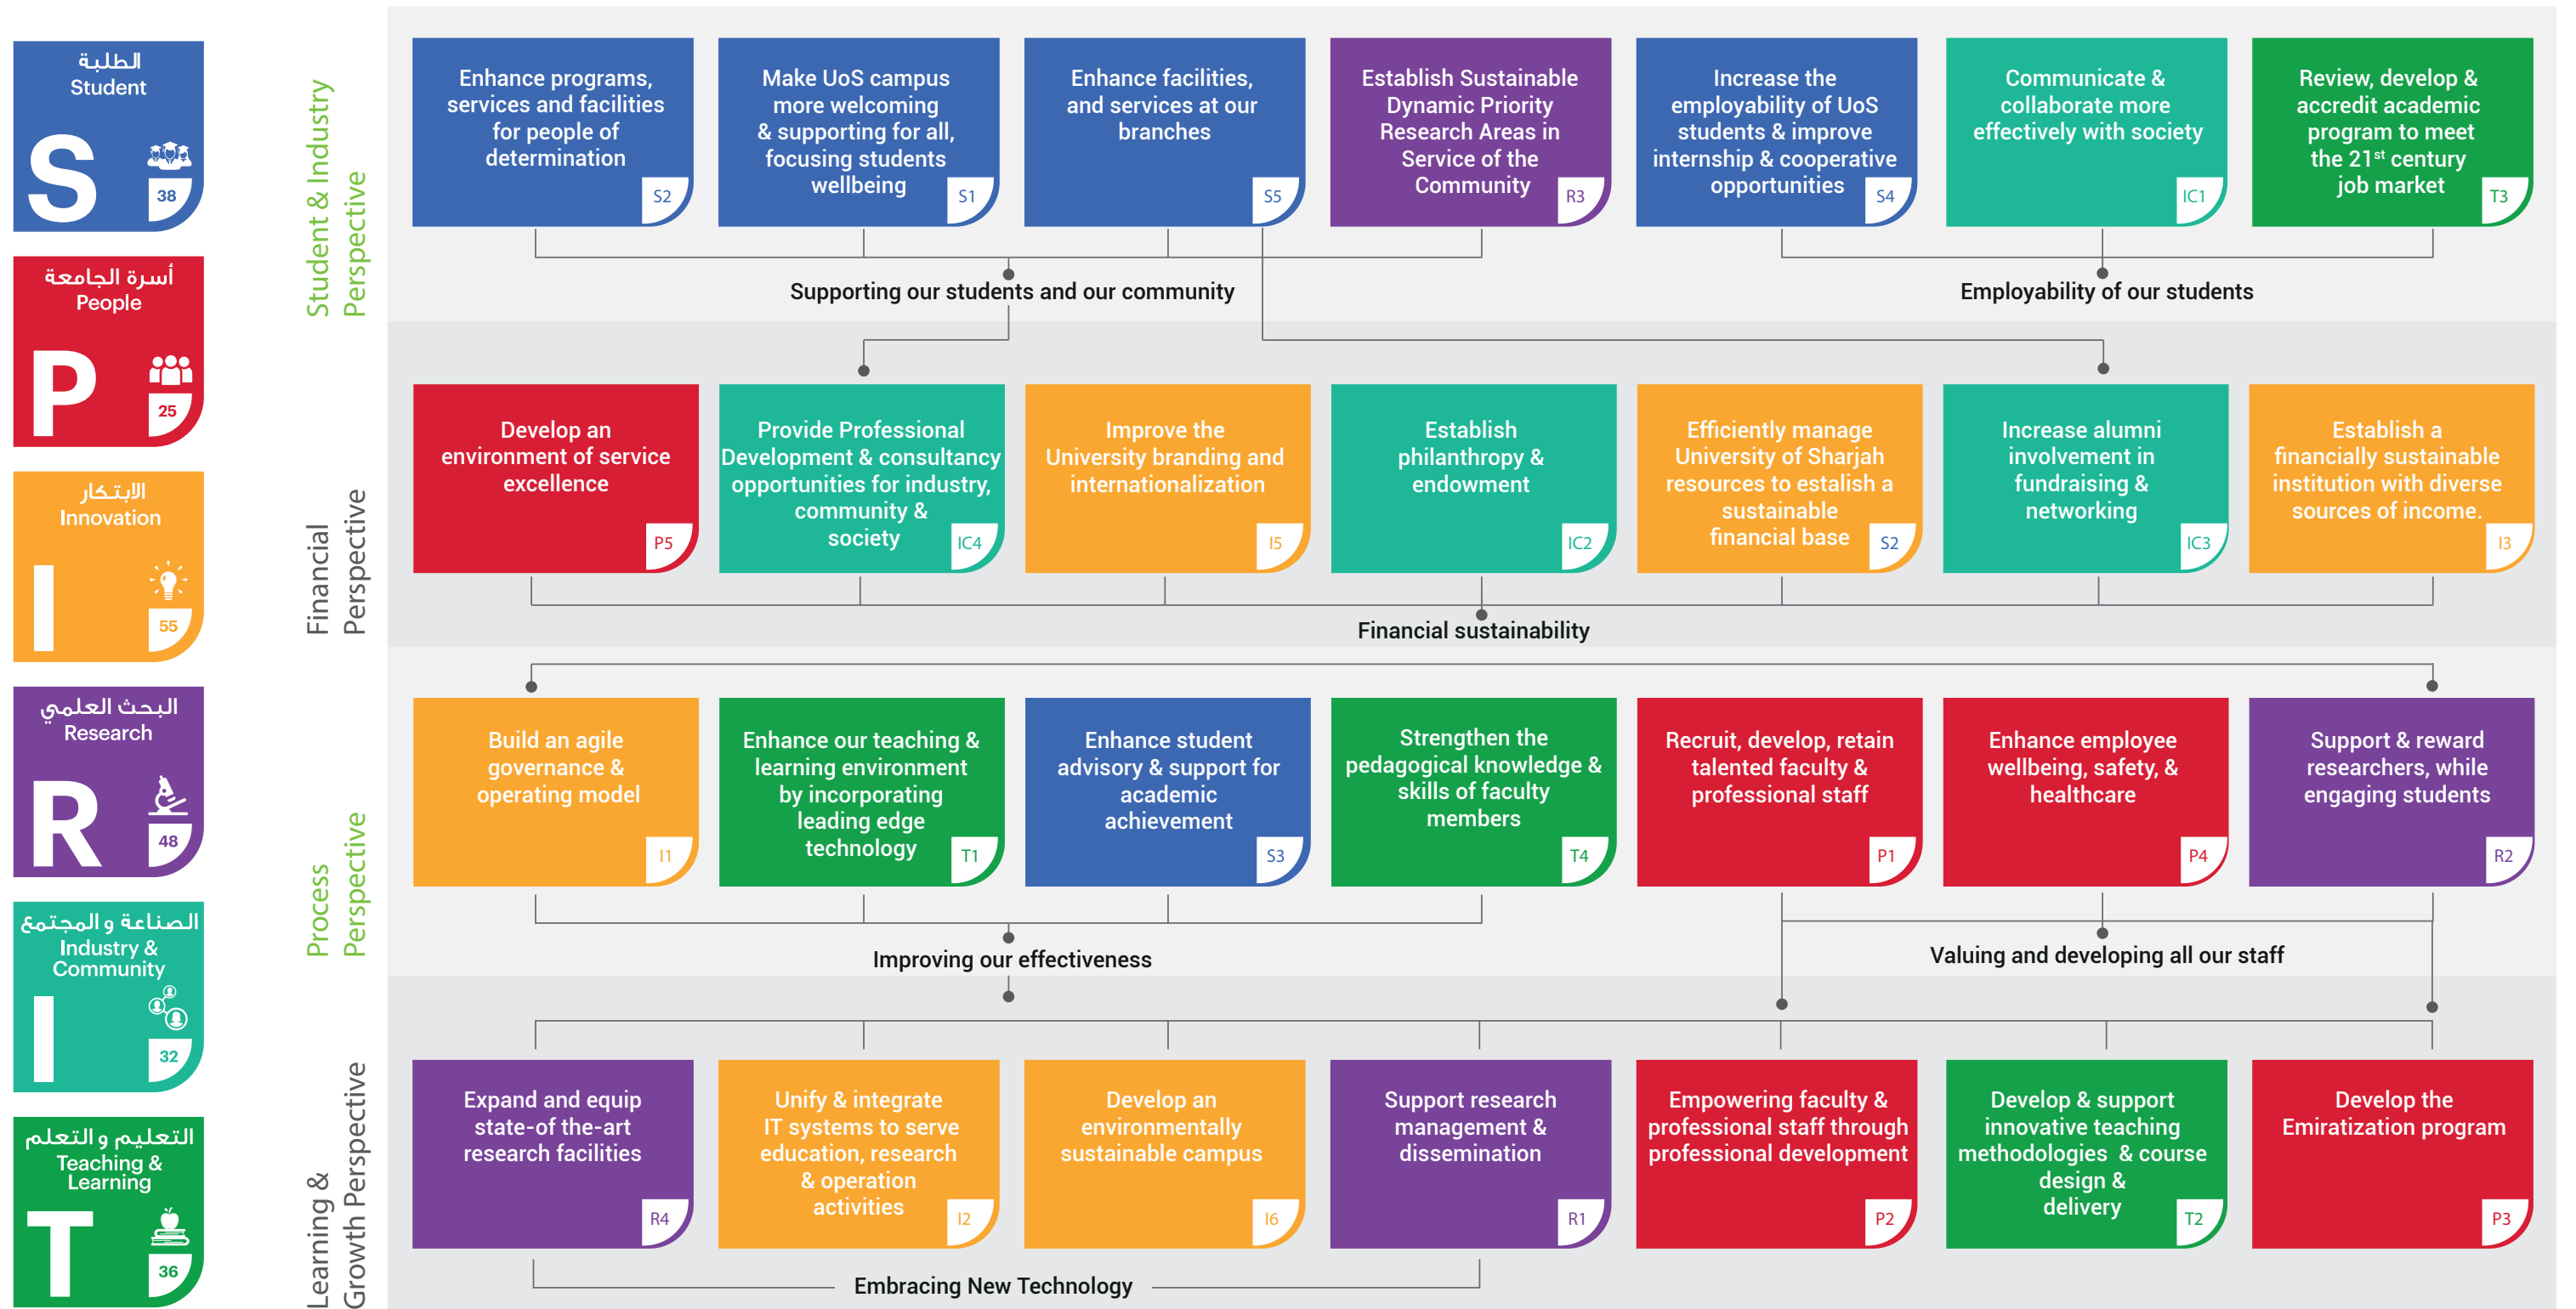 الطلبة
Student
S
38
أسرة الجامعة
People
P
25
الابتكار
Innovation
I
55
البحث العلمي
Research
R
48
الصناعة و المجتمع
Industry &
Community
I
32
التعليم و التعلم
Teaching &
Learning
T
36
Student & Industry
Perspective
Enhance programs,
services and facilities
for people of
determination
S2
Make UoS campus
more welcoming
& supporting for all,
focusing students
wellbeing
S1
Enhance facilities,
and services at our
branches
S5
Establish Sustainable
Dynamic Priority
Research Areas in
Service of the
Community
R3
Increase the
employability of UoS
students & improve
internship & cooperative
opportunities
S4
Communicate &
collaborate more
effectively with society
IC1
Review, develop &
accredit academic
program to meet
the 21st century
job market
T3
Supporting our students and our community
Employability of our students
Financial
Perspective
Develop an
environment of service
excellence
P5
Provide Professional
Development & consultancy
opportunities for industry,
community &
society
IC4
Improve the
University branding and
internationalization
I5
Establish
philanthropy &
endowment
IC2
Efficiently manage
University of Sharjah
resources to estalish a
sustainable
financial base
S2
Increase alumni
involvement in
fundraising &
networking
IC3
Establish a
financially sustainable
institution with diverse
sources of income.
I3
Financial sustainability
Process
Perspective
Build an agile
governance &
operating model
I1
Enhance our teaching &
learning environment
by incorporating
leading edge
technology
T1
Enhance student
advisory & support for
academic
achievement
S3
Strengthen the
pedagogical knowledge &
skills of faculty
members
T4
Recruit, develop, retain
talented faculty &
professional staff
P1
Enhance employee
wellbeing, safety, &
healthcare
P4
Support & reward
researchers, while
engaging students
R2
Improving our effectiveness
Valuing and developing all our staff
Learning &
Growth Perspective
Expand and equip
state-of the-art
research facilities
R4
Unify & integrate
IT systems to serve
education, research
& operation
activities
I2
Develop an
environmentally
sustainable campus
I6
Support research
management &
dissemination
R1
Empowering faculty &
professional staff through
professional development
P2
Develop & support
innovative teaching
methodologies & course
design &
delivery
T2
Develop the
Emiratization program
P3
Embracing New Technology